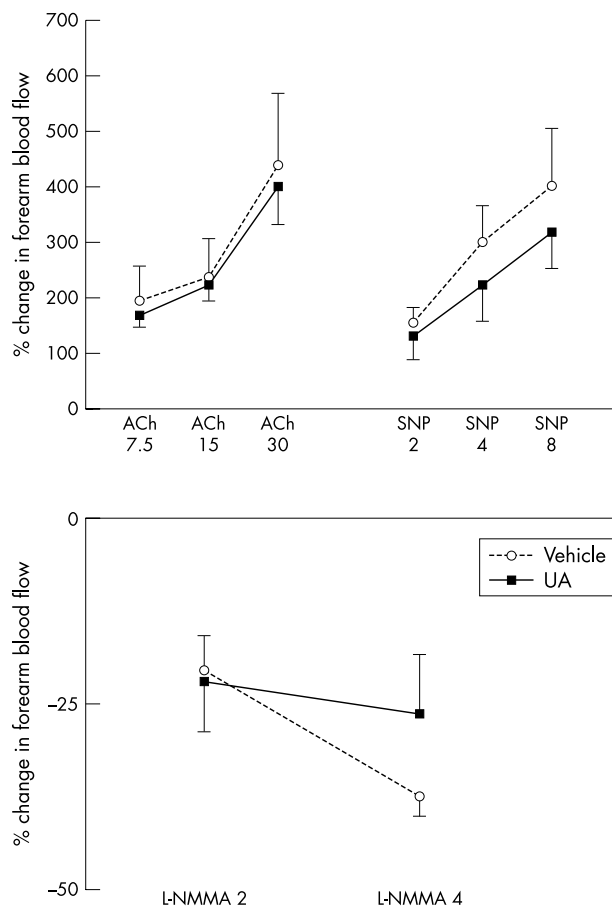 700
600
500
400
300
200
100
0
% change in forearm blood flow
ACh ACh ACh SNP SNP SNP
7.5 15 30 2 4 8
0
–25
–50
% change in forearm blood flow
Vehicle
UA
L-NMMA 2 L-NMMA 4